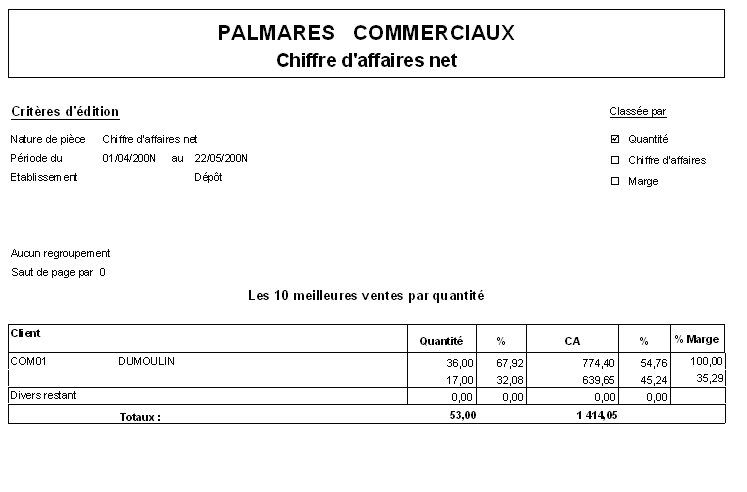 PALMARES COMMERCIAUX
Chiffre d'affaires net
Critères d'édition
Classée par
Nature de pièce Chiffre d'affaires net
Quantité
Période du 01/04/200N au 22/05/200N
Chiffre d'affaires
Etablissement Dépôt
Marge
Aucun regroupement
Saut de page par 0
Les 10 meilleures ventes par quantité
Client Quantité % CA % % Marge
COM01 DUMOULIN 36,00 67,92 774,40 54,76 100,00
17,00 32,08 639,65 45,24 35,29
Divers restant 0,00 0,00 0,00 0,00
Totaux : 53,00 1 414,05